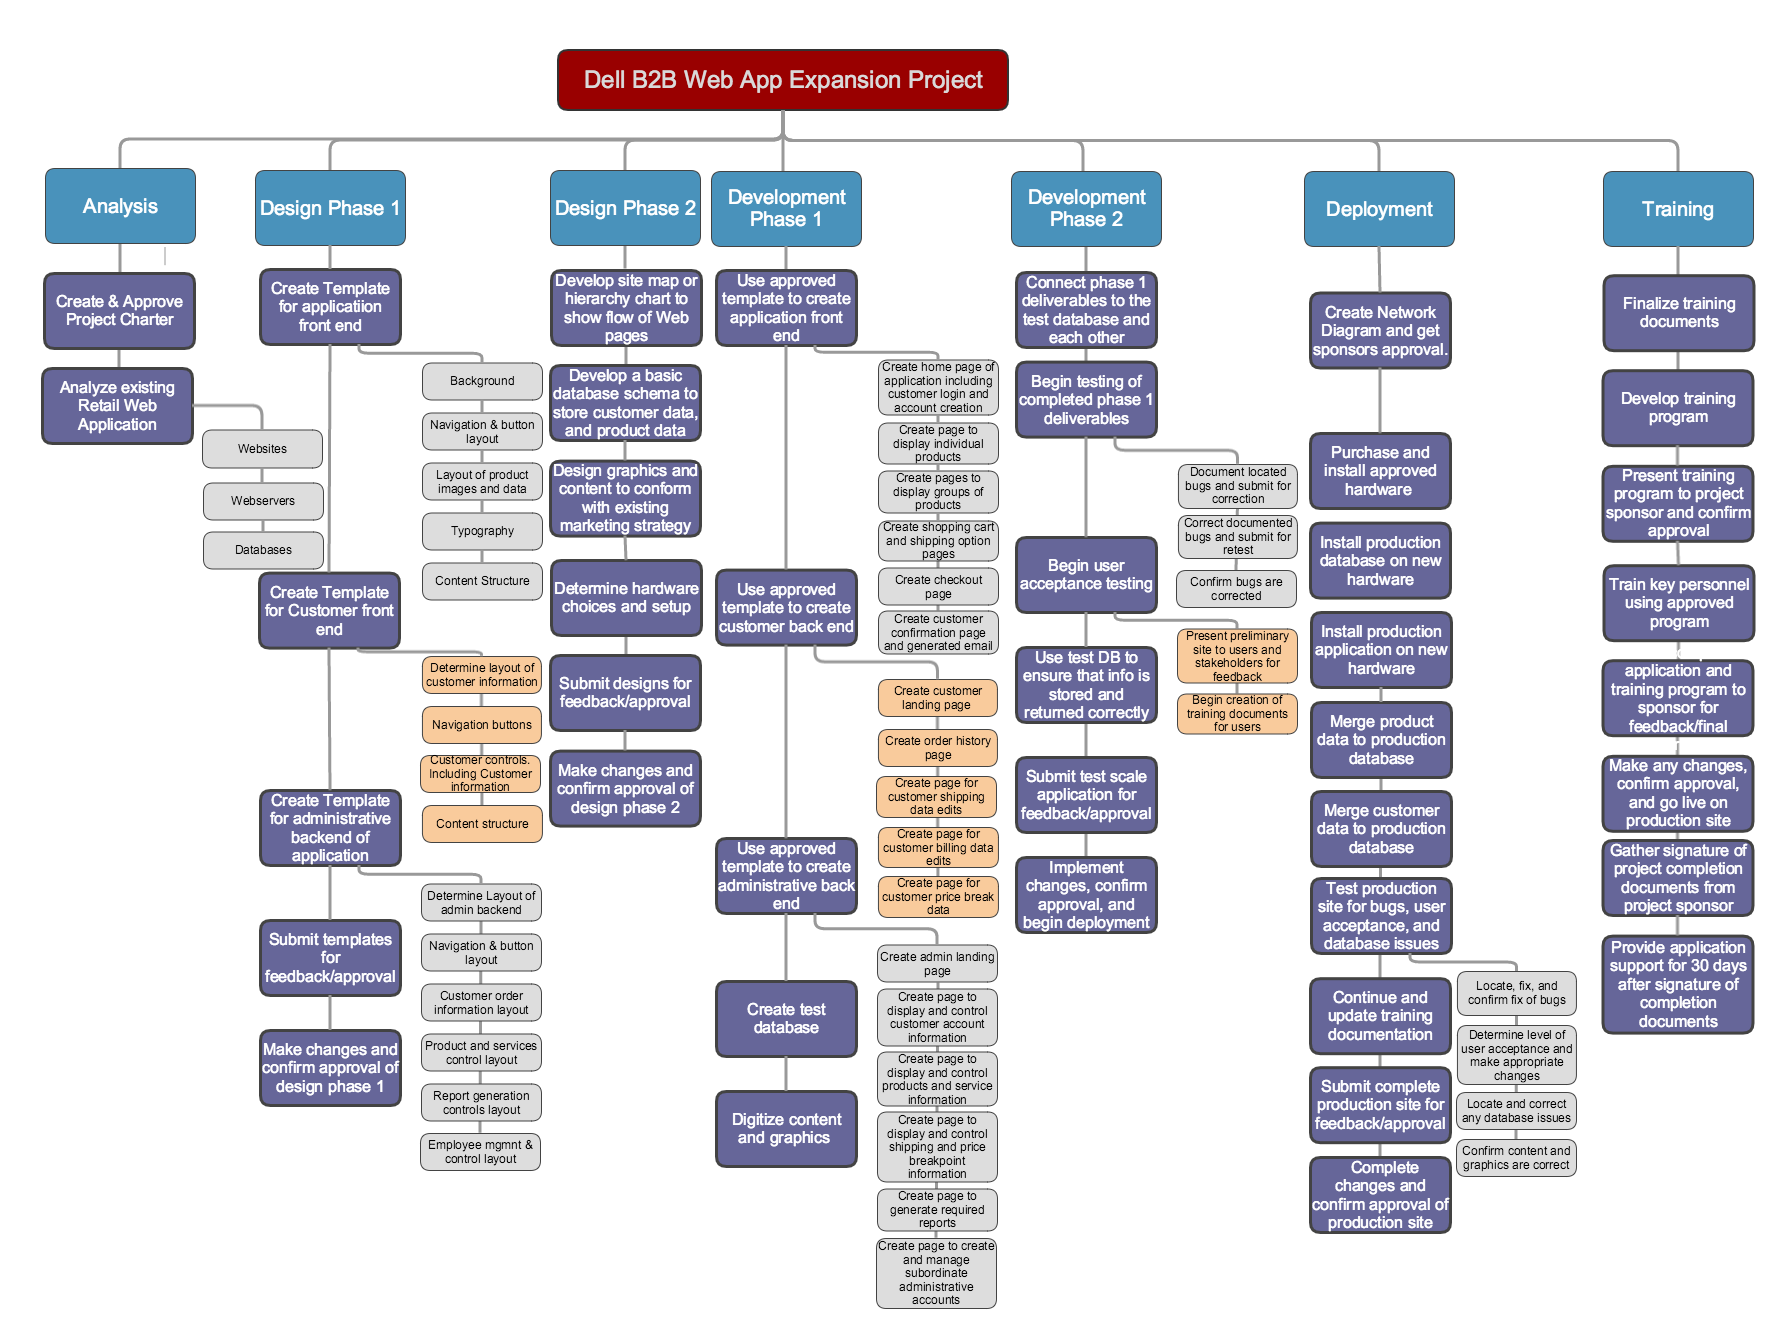 Dell B2B Web App Expansion Project
Analysis
Create & Approve
Project Charter
Analyze existing
Retail Web
Application
Websites
Webservers
Databases
Design Phase 1
Create Template
for applicatiion
front end
Background
Navigation & button
layout
Layout of product
images and data
Typography
Content Structure
Create Template
for Customer front
end
Determine layout of
customer information
Navigation buttons
Customer controls.
Including Customer
information
Content structure
Create Template
for administrative
backend of
application
Determine Layout of
admin backend
Navigation & button
layout
Customer order
information layout
Product and services
control layout
Report generation
controls layout
Employee mgmnt &
control layout
Submit templates
for
feedback/approval
Make changes and
confirm approval of
design phase 1
Design Phase 2
Develop site map or
hierarchy chart to
show flow of Web
pages
Develop a basic
database schema to
store customer data,
and product data
Design graphics and
content to conform
with existing
marketing strategy
Determine hardware
choices and setup
Submit designs for
feedback/approval
Make changes and
confirm approval of
design phase 2
Development
Phase 1
Use approved
template to create
application front
end
Create home page of
application including
customer login and
account creation
Create page to
display individual
products
Create pages to
display groups of
products
Create shopping cart
and shipping option
pages
Create checkout
page
Create customer
confirmation page
and generated email
Use approved
template to create
customer back end
Create customer
landing page
Create order history
page
Create page for
customer shipping
data edits
Create page for
customer billing data
edits
Create page for
customer price break
data
Use approved
template to create
administrative back
end
Create admin landing
page
Create page to
display and control
customer account
information
Create page to
display and control
products and service
information
Create page to
display and control
shipping and price
breakpoint
information
Create page to
generate required
reports
Create page to create
and manage
subordinate
administrative
accounts
Create test
database
Digitize content
and graphics
Development
Phase 2
Connect phase 1
deliverables to the
test database and
each other
Begin testing of
completed phase 1
deliverables
Document located
bugs and submit for
correction
Correct documented
bugs and submit for
retest
Confirm bugs are
corrected
Begin user
acceptance testing
Present preliminary
site to users and
stakeholders for
feedback
Begin creation of
training documents
for users
Use test DB to
ensure that info is
stored and
returned correctly
Submit test scale
application for
feedback/approval
Implement
changes, confirm
approval, and
begin deployment
Deployment
Create Network
Diagram and get
sponsors approval.
Purchase and
install approved
hardware
Install production
database on new
hardware
Install production
application on new
hardware
Merge product
data to production
database
Merge customer
data to production
database
Test production
site for bugs, user
acceptance, and
database issues
Locate, fix, and
confirm fix of bugs
Determine level of
user acceptance and
make appropriate
changes
Locate and correct
any database issues
Confirm content and
graphics are correct
Continue and
update training
documentation
Submit complete
production site for
feedback/approval
Complete
changes and
confirm approval of
production site
Training
Finalize training
documents
Develop training
program
Present training
program to project
sponsor and confirm
approval
Train key personnel
using approved
program
application and
training program to
sponsor for
feedback/final
Make any changes,
confirm approval,
and go live on
production site
Gather signature of
project completion
documents from
project sponsor
Provide application
support for 30 days
after signature of
completion
documents